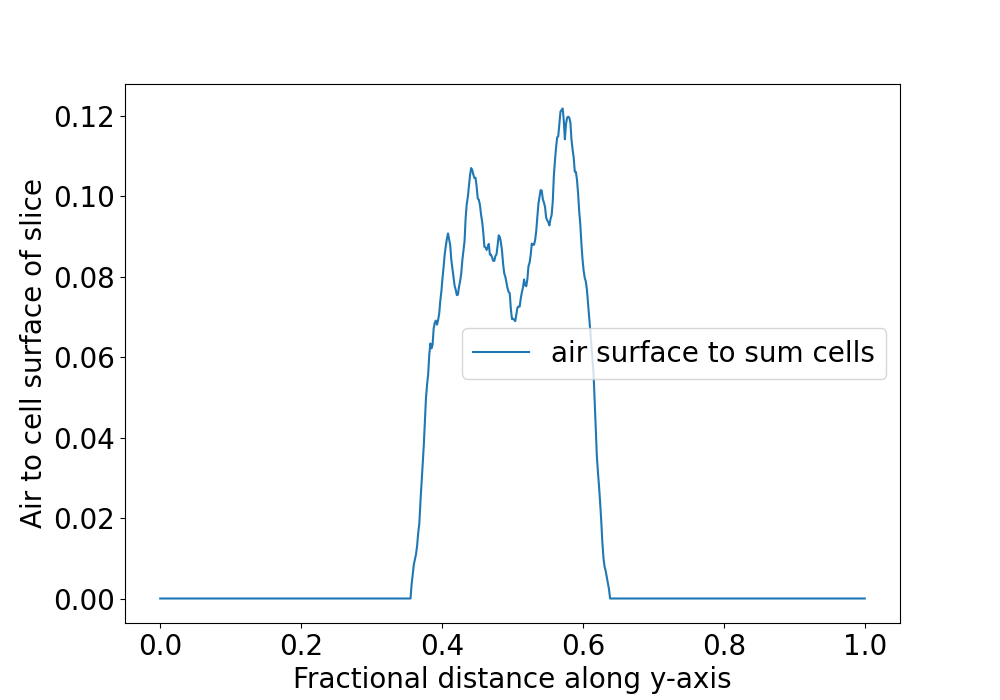 0.12
0.10
0.08
0.06
0.04
0.02
0.00
Air to cell surface of slice
air surface to sum cells
0.0 0.2 0.4 0.6 0.8 1.0
Fractional distance along y-axis